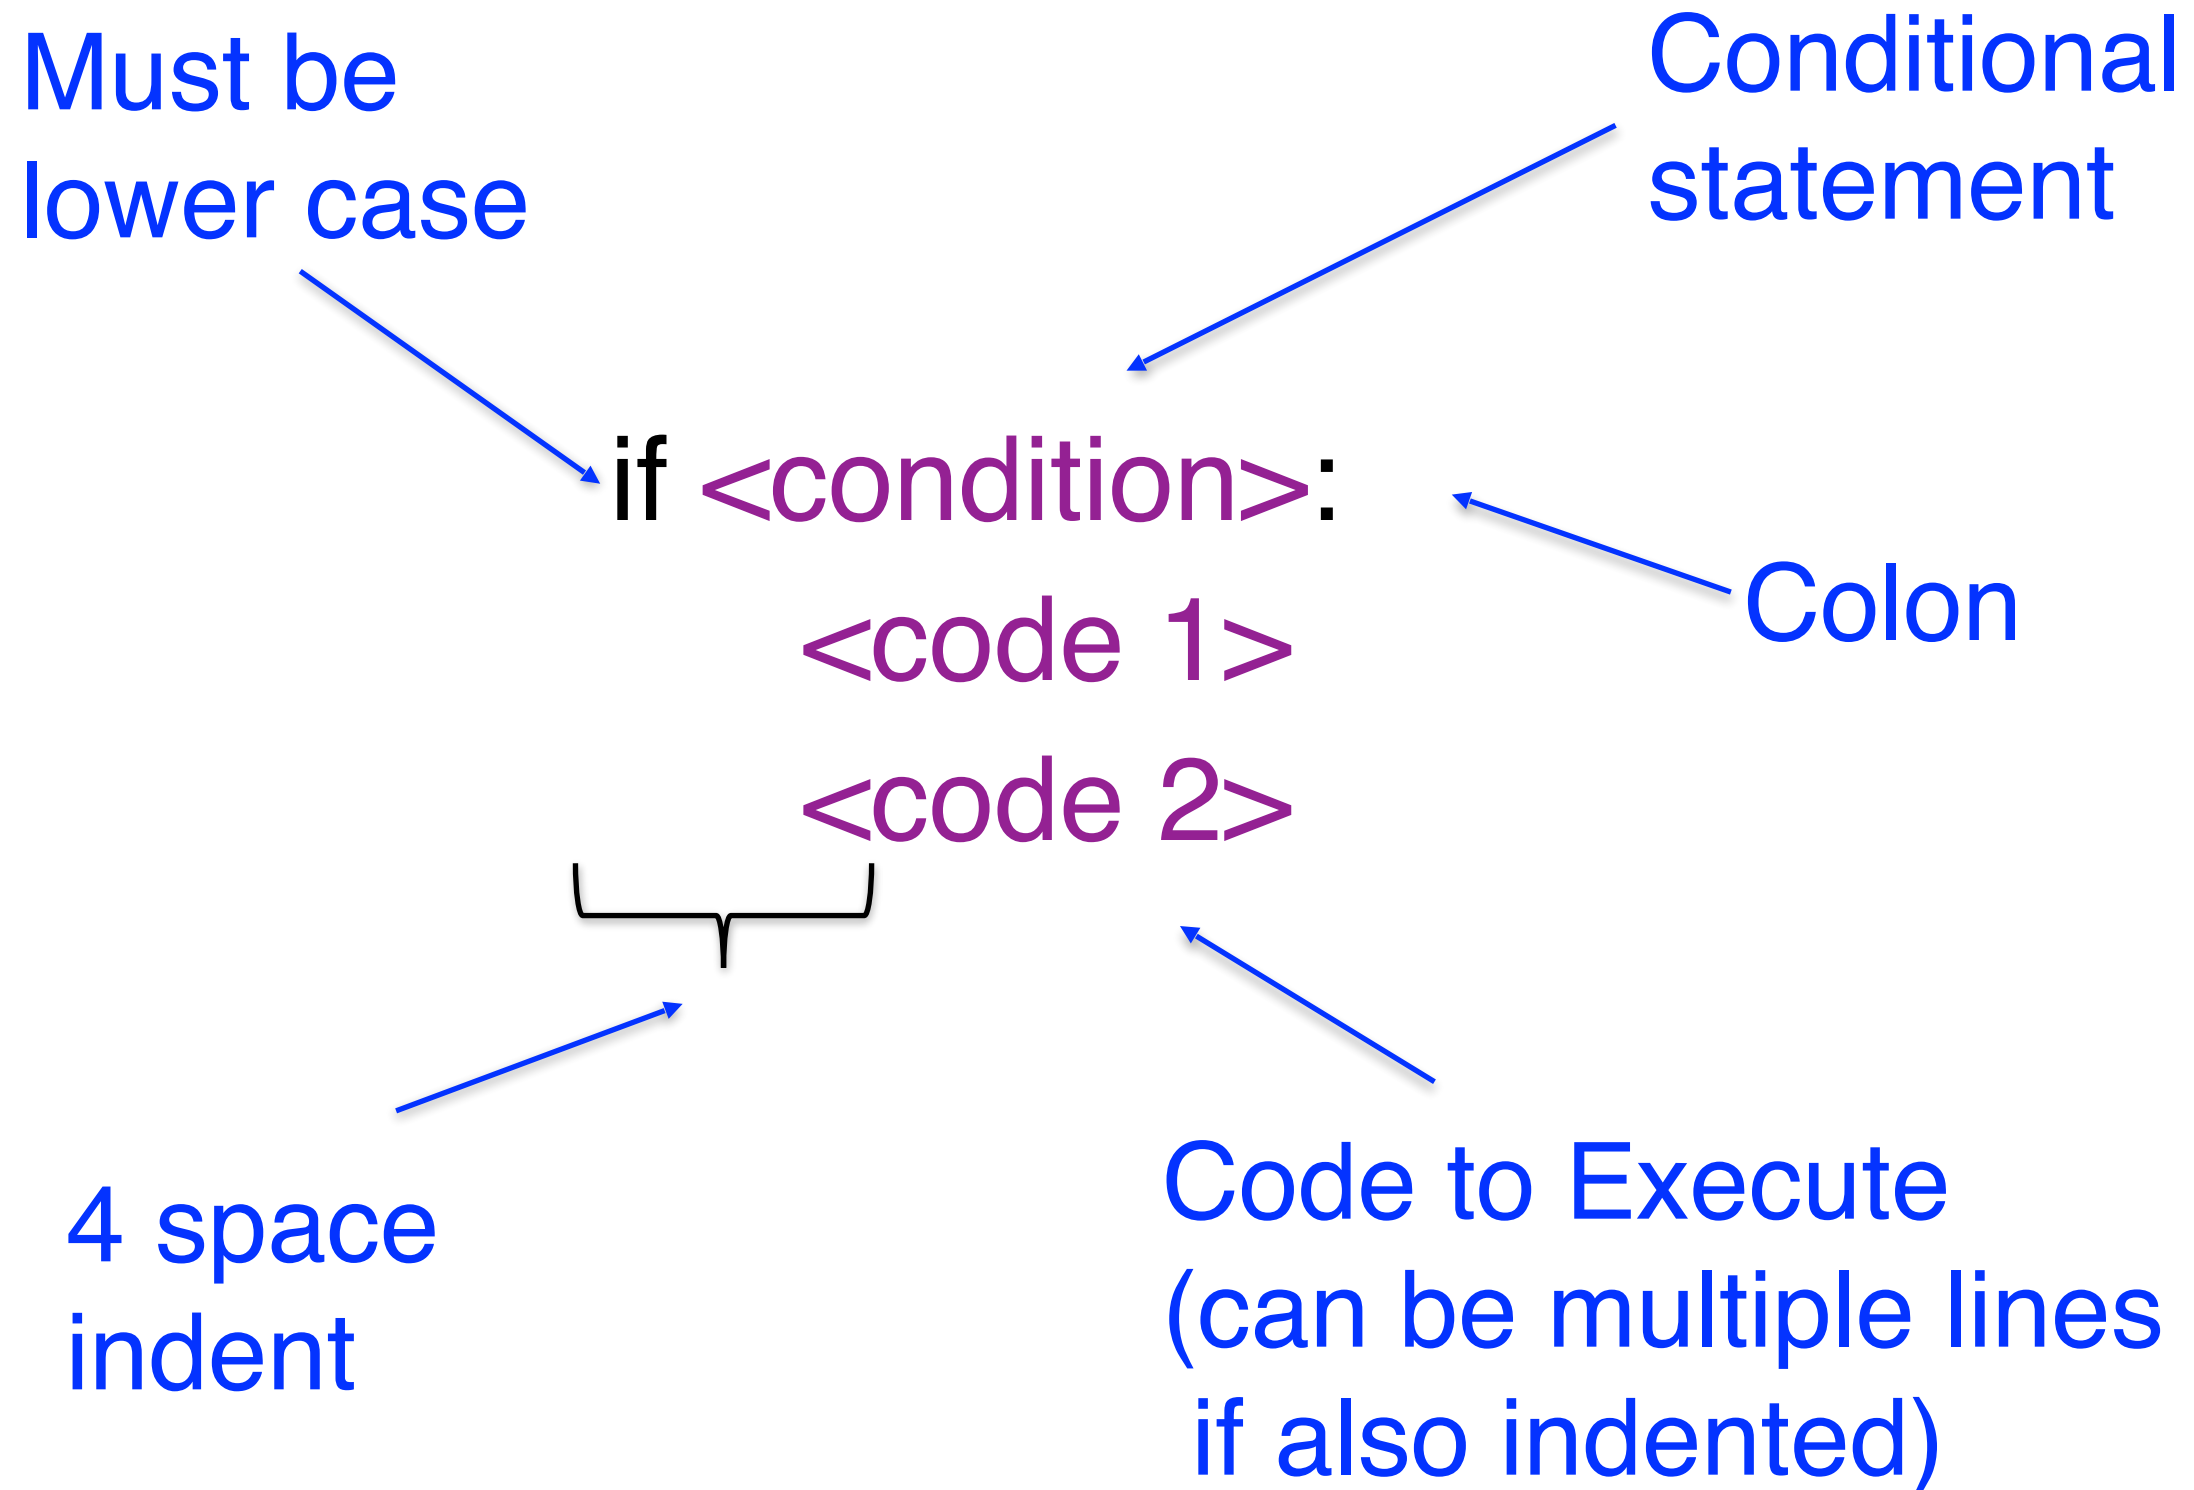 Must be
lower case
Conditional
statement
if <condition>:
<code 1>
<code 2>
Colon
4 space
indent
Code to Execute
(can be multiple lines
if also indented)